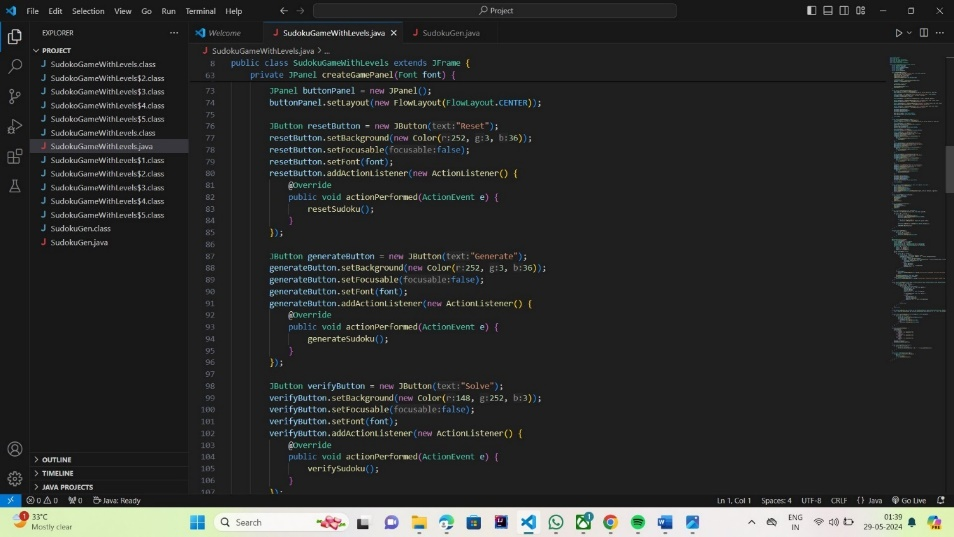 File Edit Selection View Go Run Terminal Help
Project
EXPLORER
Welcome
SudokuGameWithLevels.java
SudokuGen.java
PROJECT
SudokuGameWithLevels.java > ...
SudokuGameWithLevels.class
SudokuGameWithLevels$2.class
SudokuGameWithLevels$3.class
SudokuGameWithLevels$4.class
SudokuGameWithLevels$5.class
SudokuGameWithLevels.class
SudokuGameWithLevels.java
SudokuGameWithLevels$1.class
SudokuGameWithLevels$2.class
SudokuGameWithLevels$3.class
SudokuGameWithLevels$4.class
SudokuGameWithLevels$5.class
SudokuGen.class
SudokuGen.java
OUTLINE
TIMELINE
JAVA PROJECTS
8 public class SudokuGameWithLevels extends JFrame {
63 private JPanel createGamePanel(Font font) {
73 JPanel buttonPanel = new JPanel();
74 buttonPanel.setLayout(new FlowLayout(FlowLayout.CENTER));
75
76 JButton resetButton = new JButton(text:"Reset");
77 resetButton.setBackground(new Color(r:252, g:3, b:36));
78 resetButton.setFocusable(focusable:false);
79 resetButton.setFont(font);
80 resetButton.addActionListener(new ActionListener() {
81 @Override
82 public void actionPerformed(ActionEvent e) {
83 resetSudoku();
84 }
85 });
86
87 JButton generateButton = new JButton(text:"Generate");
88 generateButton.setBackground(new Color(r:252, g:3, b:36));
89 generateButton.setFocusable(focusable:false);
90 generateButton.setFont(font);
91 generateButton.addActionListener(new ActionListener() {
92 @Override
93 public void actionPerformed(ActionEvent e) {
94 generateSudoku();
95 }
96 });
97
98 JButton verifyButton = new JButton(text:"Solve");
99 verifyButton.setBackground(new Color(r:148, g:252, b:3));
100 verifyButton.setFocusable(focusable:false);
101 verifyButton.setFont(font);
102 verifyButton.addActionListener(new ActionListener() {
103 @Override
104 public void actionPerformed(ActionEvent e) {
105 verifySudoku();
106 }
107 });
0 0 0 Java: Ready
Ln 1, Col 1 Spaces: 4 UTF-8 CRLF {} Java Go Live
33°C
Mostly clear
Search
ENG
IN
01:39
29-05-2024